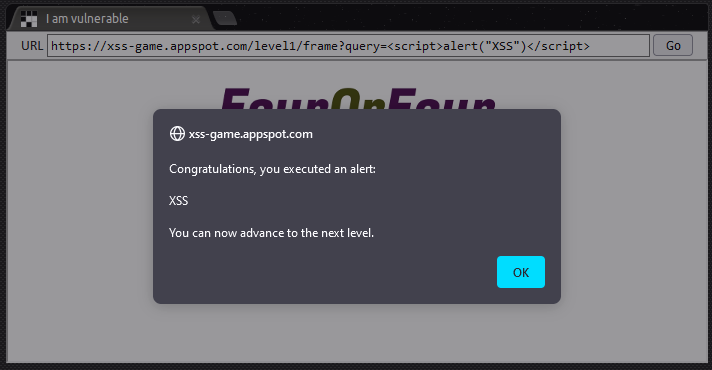 I am vulnerable
URL https://xss-game.appspot.com/level1/frame?query=<script>alert("XSS")</script> Go
FourOrFour
xss-game.appspot.com
Congratulations, you executed an alert:
XSS
You can now advance to the next level.
OK